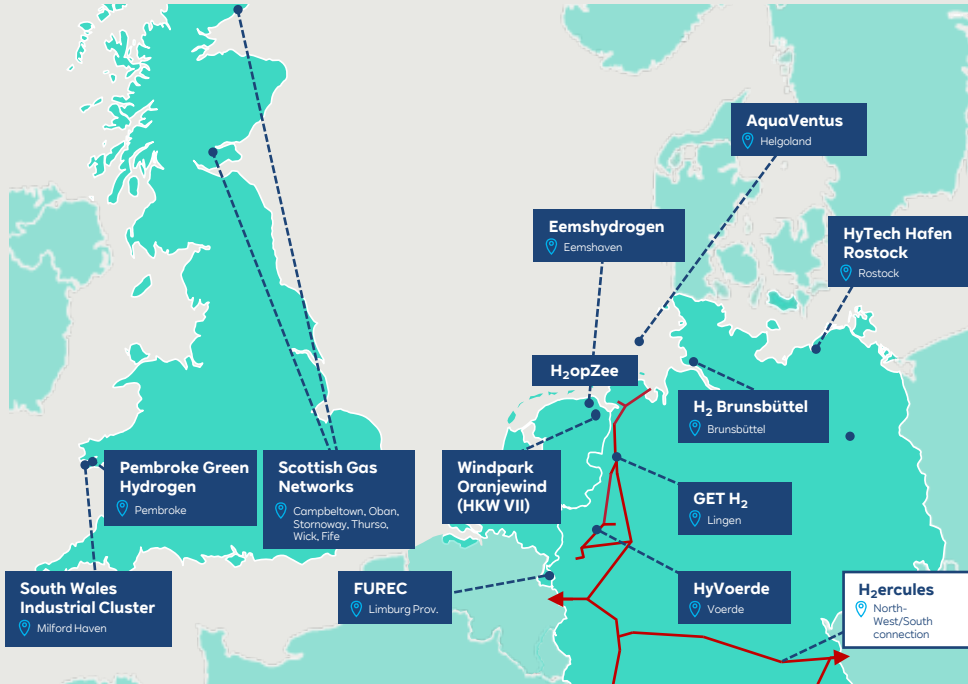 AquaVentus
Helgoland
Eemshydrogen
Eemshaven
HyTech Hafen
Rostock
Rostock
H₂opZee
H₂ Brunsbüttel
Brunsbüttel
Pembroke Green
Hydrogen
Pembroke
Scottish Gas
Networks
Campbeltown, Oban,
Stornoway, Thurso,
Wick, Fife
Windpark
Oranjewind
(HKW VII)
GET H₂
Lingen
South Wales
Industrial Cluster
Milford Haven
FUREC
Limburg Prov.
HyVoerde
Voerde
H₂ercules
North-
West/South
connection